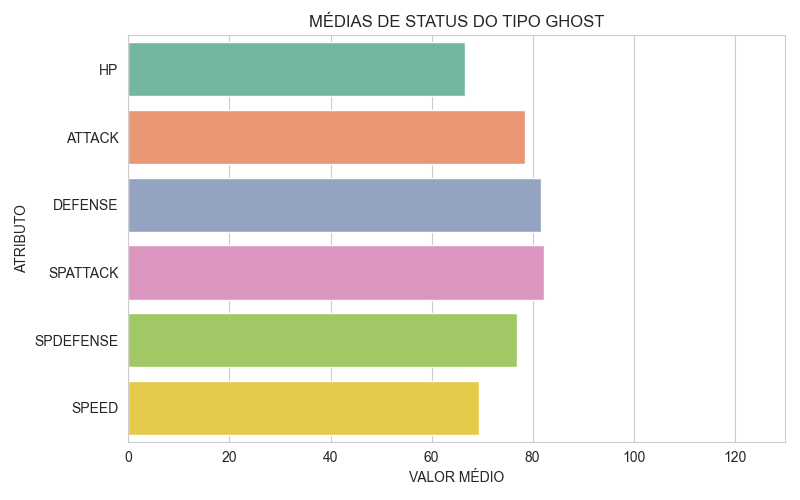 MÉDIAS DE STATUS DO TIPO GHOST
HP
ATTACK
DEFENSE
SPATTACK
SPDEFENSE
SPEED
ATRIBUTO
0 20 40 60 80 100 120
VALOR MÉDIO